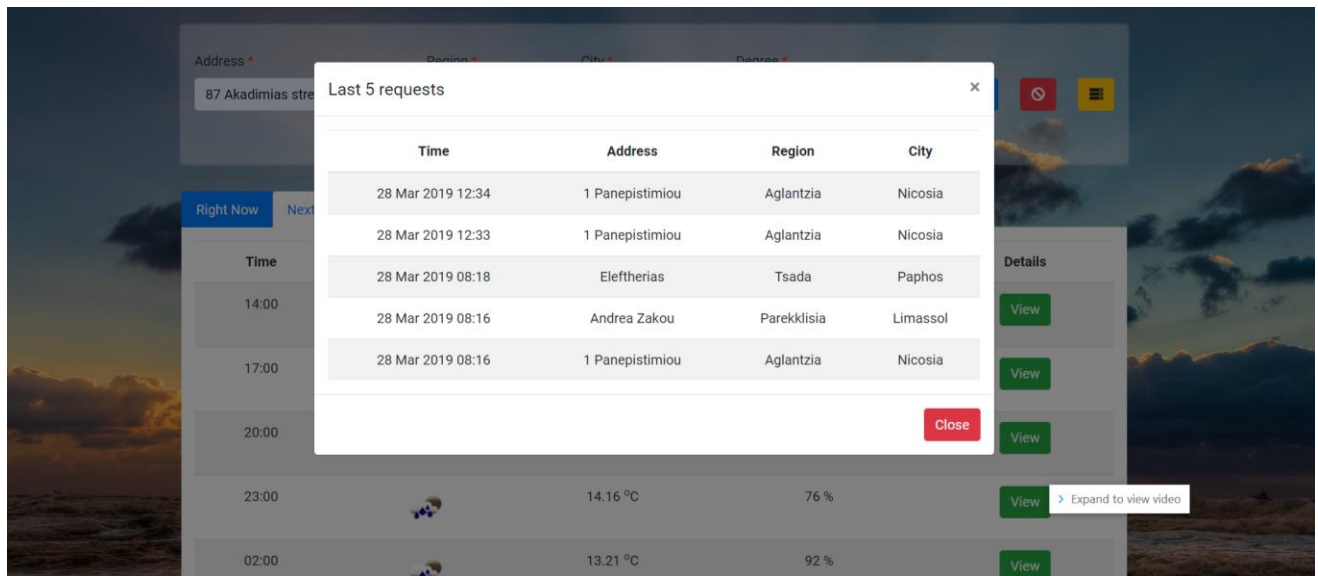 Address * Region * City * Degree *
87 Akadimias stre
Last 5 requests ×
Time Address Region City
28 Mar 2019 12:34 1 Panepistimiou Aglantzia Nicosia
28 Mar 2019 12:33 1 Panepistimiou Aglantzia Nicosia
28 Mar 2019 08:18 Eleftherias Tsada Paphos
28 Mar 2019 08:16 Andrea Zakou Parekklisia Limassol
28 Mar 2019 08:16 1 Panepistimiou Aglantzia Nicosia
Close
Right Now Next
Time Details
14:00 View
17:00 View
20:00 View
23:00 14.16 °C 76 % View
> Expand to view video
02:00 13.21 °C 92 % View